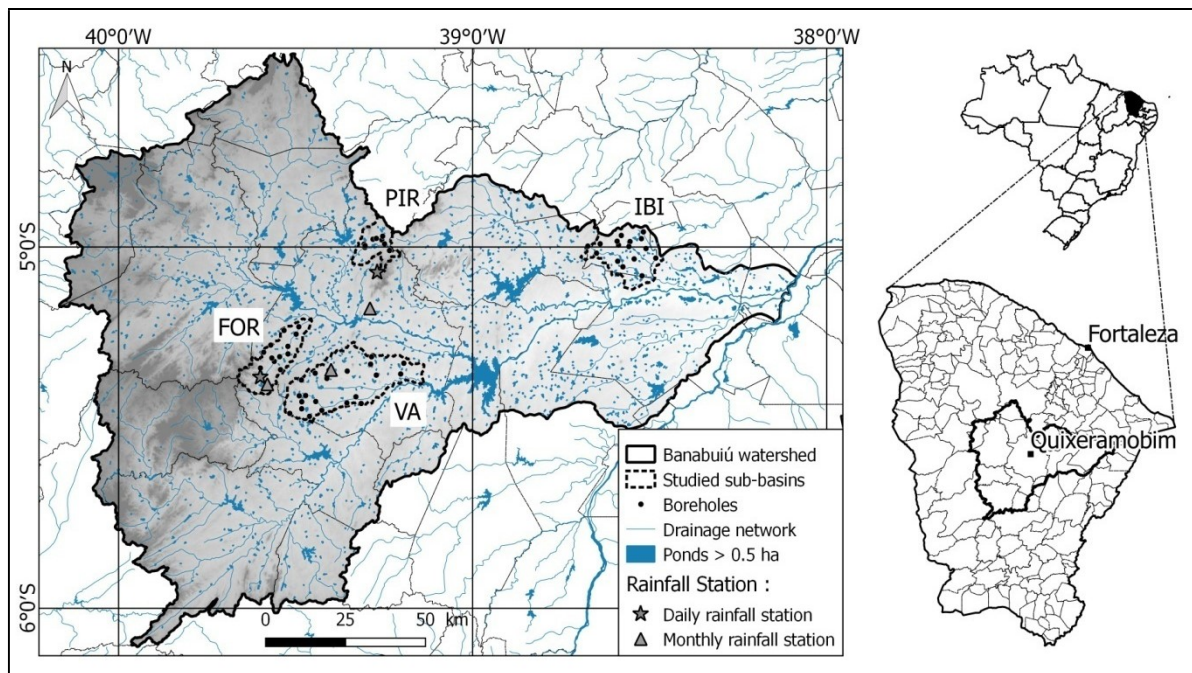 40°0'W
39°0'W
38°0'W
N
PIR
IBI
5°S
5°S
FOR
VA
6°S
0 25 50 km
Banabuiú watershed
Studied sub-basins
Boreholes
Drainage network
Ponds > 0.5 ha
Rainfall Station :
Daily rainfall station
Monthly rainfall station
Fortaleza
Quixeramobim